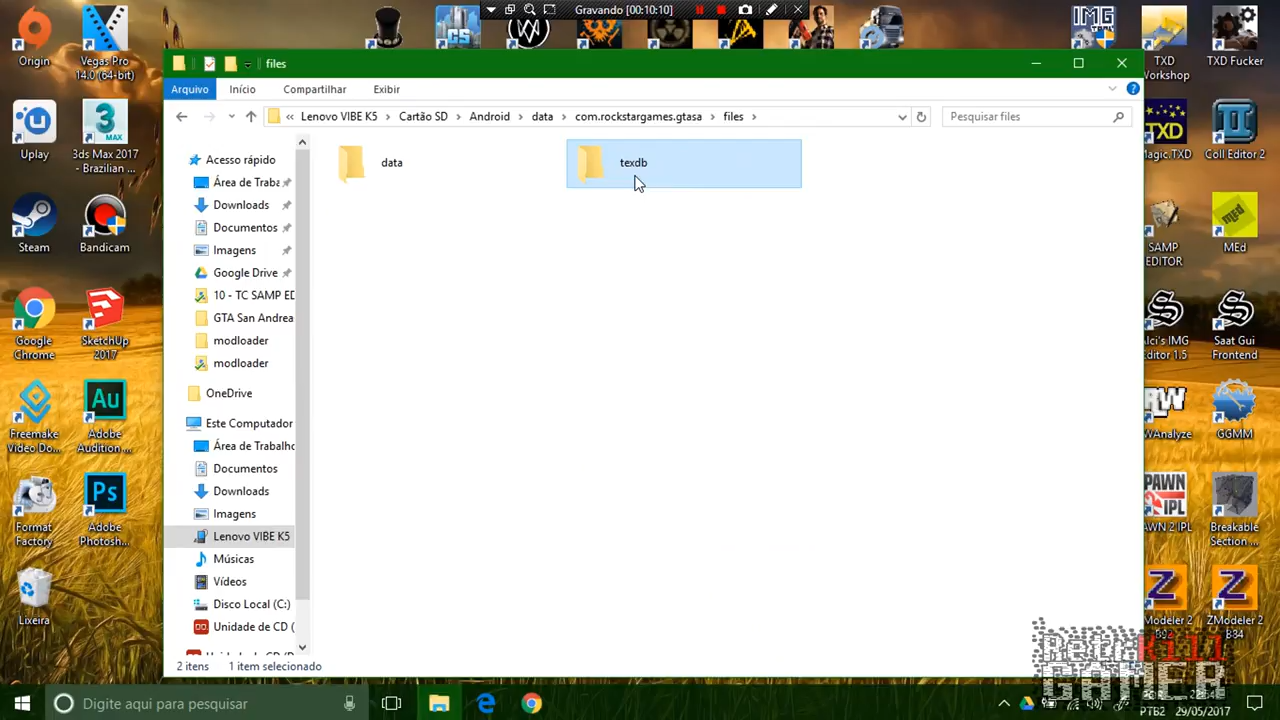 Gravando [00:10:10]
Origin
Vegas Pro
14.0 (64-bit)
TXD
Workshop
TXD Fucker
files
Arquivo
Início
Compartilhar
Exibir
« Lenovo VIBE K5 > Cartão SD > Android > data > com.rockstargames.gtasa > files >
Pesquisar files
data
texdb
Uplay
3ds Max 2017
- Brazilian ...
Steam
Bandicam
Google
Chrome
SketchUp
2017
Freemake
Video Do...
Adobe
Audition,...
Format
Factory
Adobe
Photosh...
Lixeira
Acesso rápido
Área de Traba
Downloads
Documentos
Imagens
Google Drive
10 - TC SAMP ED
GTA San Andrea
modloader
modloader
OneDrive
Este Computador
Área de Trabalho
Documentos
Downloads
Imagens
Lenovo VIBE K5
Músicas
Vídeos
Disco Local (C:)
Unidade de CD (
2 itens
1 item selecionado
Magic.TXD
Coll Editor 2
SAMP
EDITOR
MEd
Alci's IMG
Editor 1.5
Saat Gui
Frontend
RWAnalyze
GGMM
PAWN 2 IPL
Breakable
Section ...
ZModeler 2
ZModeler 2
Digite aqui para pesquisar
PTB2
29/05/2017